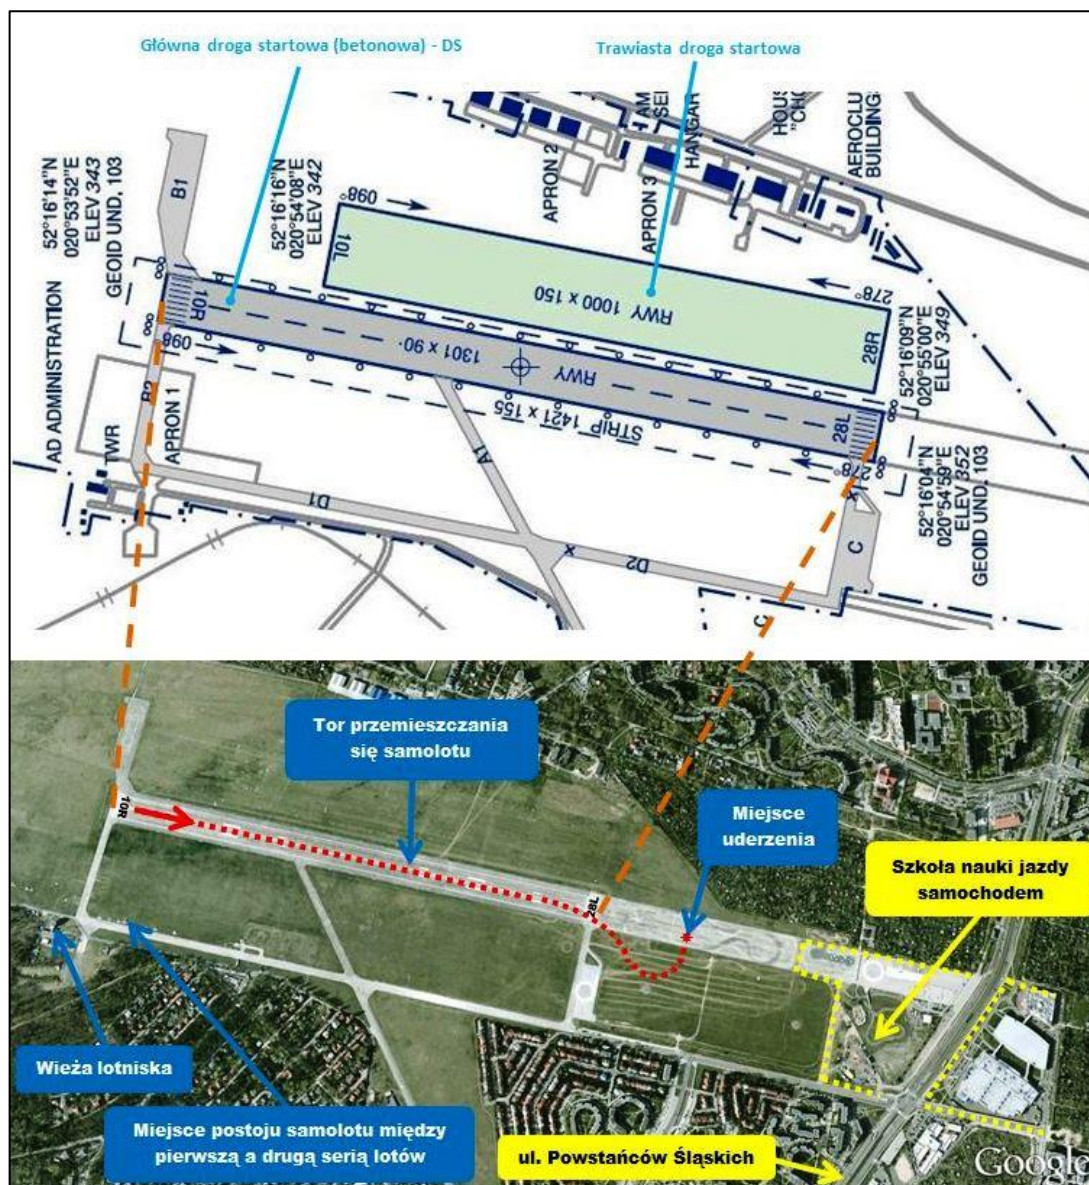 Główna droga startowa (betonowa) - DS
Trawiasta droga startowa
B1
52°16'14"N
020°53'52"E
ELEV 343
GEOID UND. 103
52°16'16"N
020°54'08"E
ELEV 342
APRON 2
APRON 3
HANGAR
AEROCLU
BUILDING
098°
10L
RWY 1000 x 150
278°
28R
52°16'09"N
020°55'00"E
ELEV 349
AD ADMINISTRATION
TWR
APRON 1
B2
10R
098
1301 x 90
RWY
STRIP 1421 x 155
28L
278°
52°16'04"N
020°54'59"E
ELEV 352
GEOID UND. 103
A1
D1
D2
C
C
Tor przemieszczania
się samolotu
Miejsce
uderzenia
Szkoła nauki jazdy
samochodem
10R
28L
Wieża lotniska
Miejsce postoju samolotu między
pierwszą a drugą serią lotów
ul. Powstańców Śląskich
Google